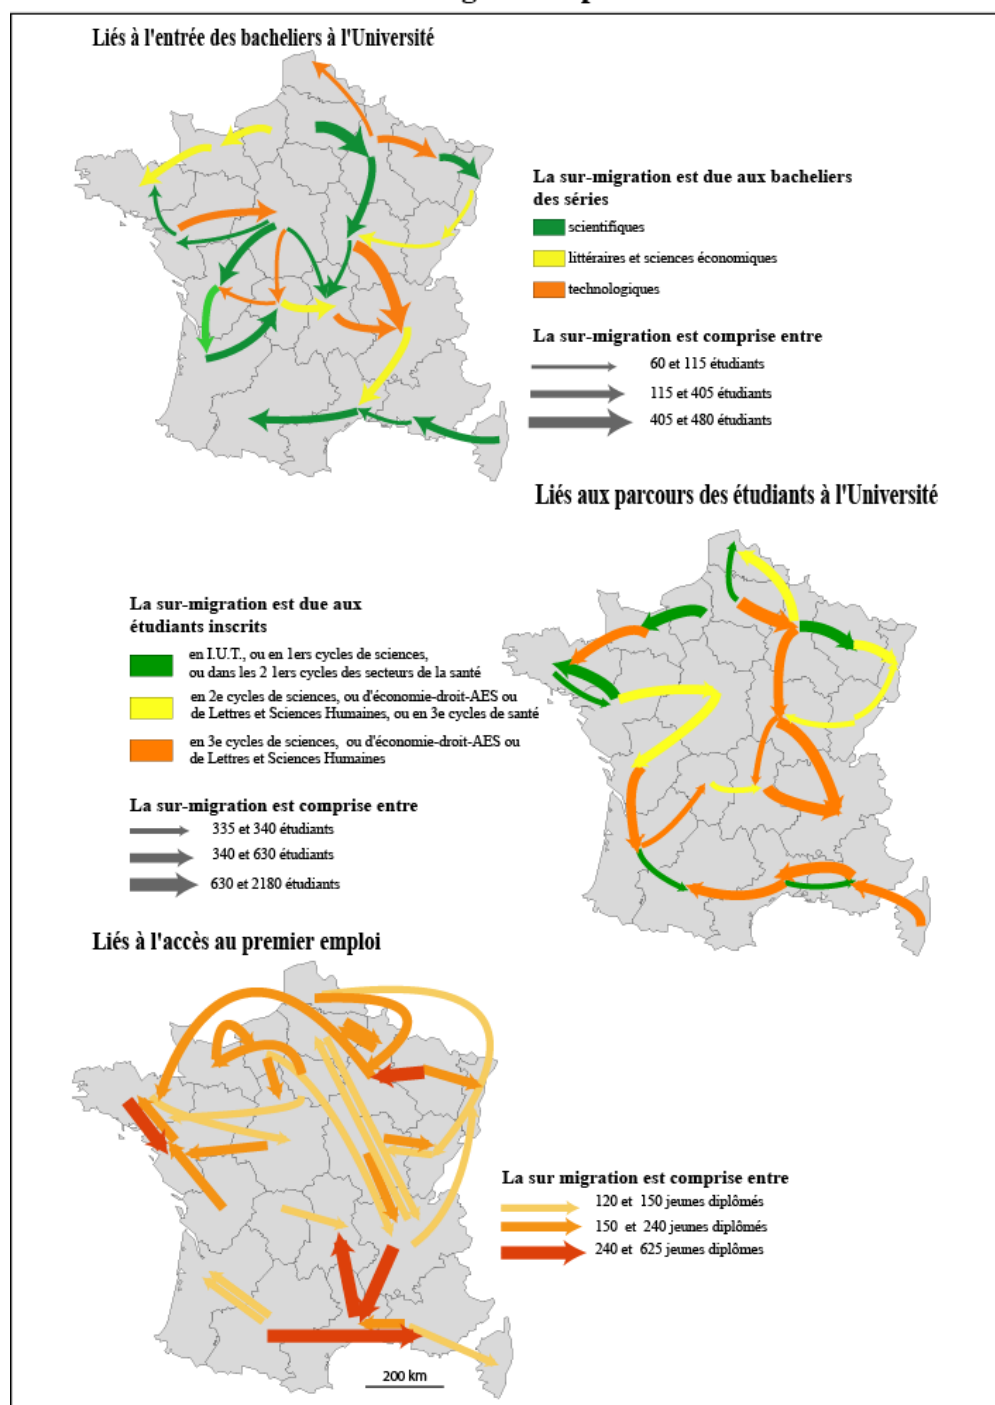 Liés à l'entrée des bacheliers à l'Université
La sur-migration est due aux bacheliers
des séries
scientifiques
littéraires et sciences économiques
technologiques
La sur-migration est comprise entre
60 et 115 étudiants
115 et 405 étudiants
405 et 480 étudiants
Liés aux parcours des étudiants à l'Université
La sur-migration est due aux
étudiants inscrits
en I.U.T., ou en 1ers cycles de sciences,
ou dans les 2 1ers cycles des secteurs de la santé
en 2e cycles de sciences, ou d'économie-droit-AES ou
de Lettres et Sciences Humaines, ou en 3e cycles de santé
en 3e cycles de sciences, ou d'économie-droit-AES ou
de Lettres et Sciences Humaines
La sur-migration est comprise entre
335 et 340 étudiants
340 et 630 étudiants
630 et 2180 étudiants
Liés à l'accès au premier emploi
La sur migration est comprise entre
120 et 150 jeunes diplômés
150 et 240 jeunes diplômés
240 et 625 jeunes diplômes
200 km